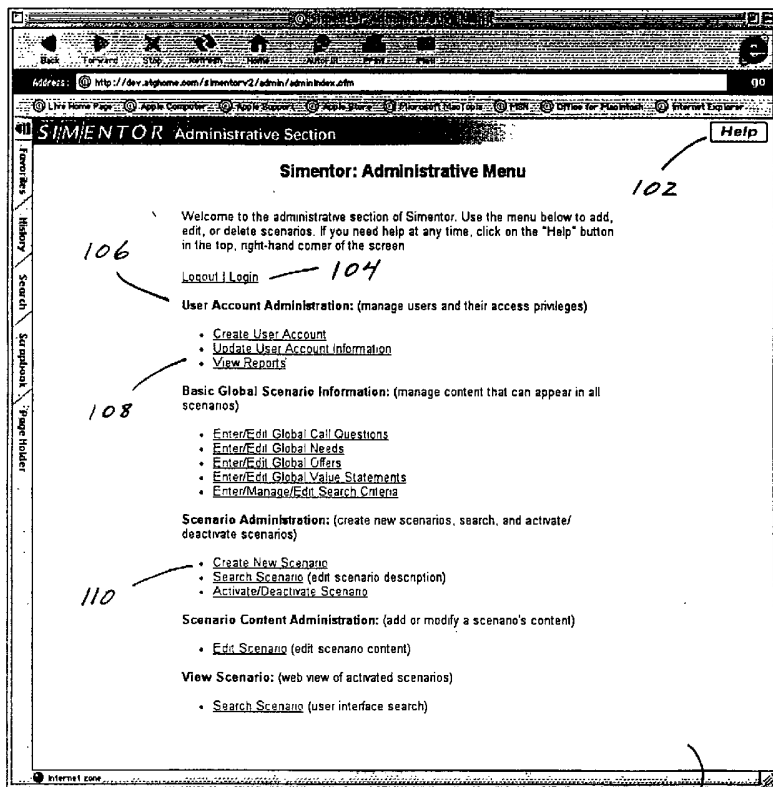 Back Forward Stop Refresh Home AutoFill Print Mail
Address: @ http://dev.atghome.com/simentorv2/admin/adminindex.cfm go
@ Live Home Page @ Apple Computer @ Apple Support @ Apple Store @ Microsoft MacTopia @ MSN @ Office for Macintosh @ Internet Explorer
Favorites
History
Search
Scrapbook
Page Holder
SIMENTOR Administrative Section
Help
102
Simentor: Administrative Menu
Welcome to the administrative section of Simentor. Use the menu below to add,
edit, or delete scenarios. If you need help at any time, click on the "Help" button
in the top, right-hand corner of the screen
106
Logout | Login
104
User Account Administration: (manage users and their access privileges)
• Create User Account
• Update User Account Information
• View Reports
108
Basic Global Scenario Information: (manage content that can appear in all
scenarios)
• Enter/Edit Global Call Questions
• Enter/Edit Global Needs
• Enter/Edit Global Offers
• Enter/Edit Global Value Statements
• Enter/Manage/Edit Search Criteria
Scenario Administration: (create new scenarios, search, and activate/
deactivate scenarios)
• Create New Scenario
• Search Scenario (edit scenario description)
• Activate/Deactivate Scenario
110
Scenario Content Administration: (add or modify a scenario's content)
• Edit Scenario (edit scenario content)
View Scenario: (web view of activated scenarios)
• Search Scenario (user interface search)
Internet zone